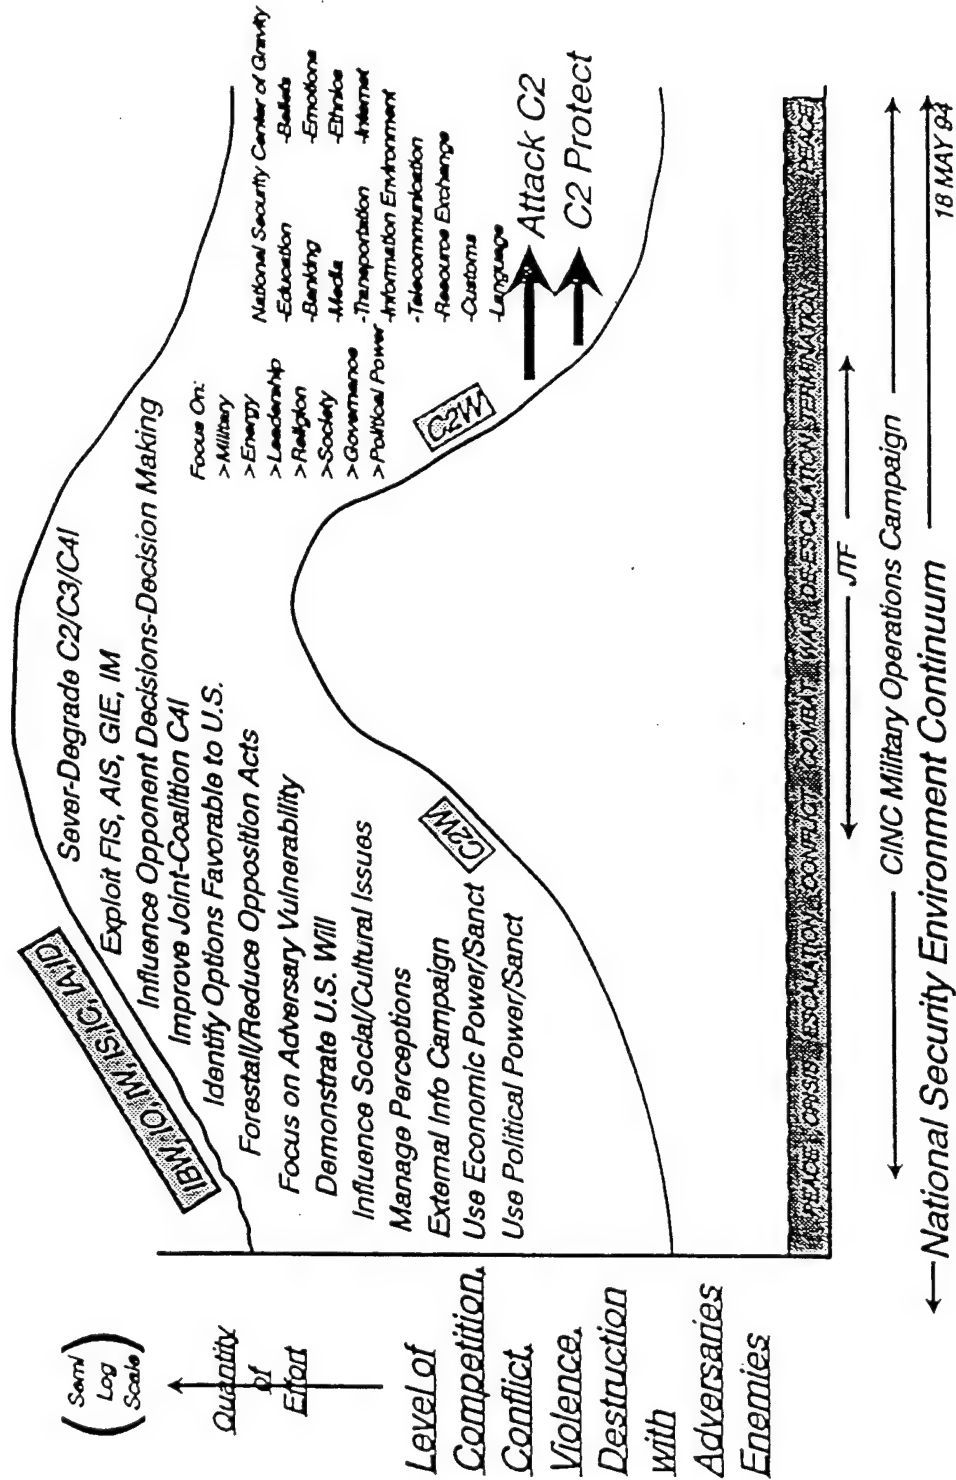 (Semi
Log
Scale)
Quantity
of
Effort
Level of
Competition,
Conflict,
Violence,
Destruction
with
Adversaries
Enemies
IBW, IO, IW, IS, IC, IA, ID
Sever-Degrade C2/C3/C4I
Exploit FIS, AIS, GIE, IM
Influence Opponent Decisions-Decision Making
Improve Joint-Coalition C4I
Identify Options Favorable to U.S.
Forestall/Reduce Opposition Acts
Focus on Adversary Vulnerability
Demonstrate U.S. Will
Influence Social/Cultural Issues
Manage Perceptions
External Info Campaign
Use Economic Power/Sanct
Use Political Power/Sanct
C2W
C2W
Focus On:
>Military
>Energy
>Leadership
>Religion
>Society
>Governance
>Political Power
National Security Center of Gravity
-Education -Beliefs
-Banking -Emotions
-Media -Ethnics
-Transportation -Internet
-Information Environment
-Telecommunication
-Resource Exchange
-Customs
-Language
Attack C2
C2 Protect
PEACE CRISIS ESCALATION CONFLICT COMBAT WAR DE-ESCALATION TERMINATION PEACE
JTF
CINC Military Operations Campaign
National Security Environment Continuum
18 MAY 94